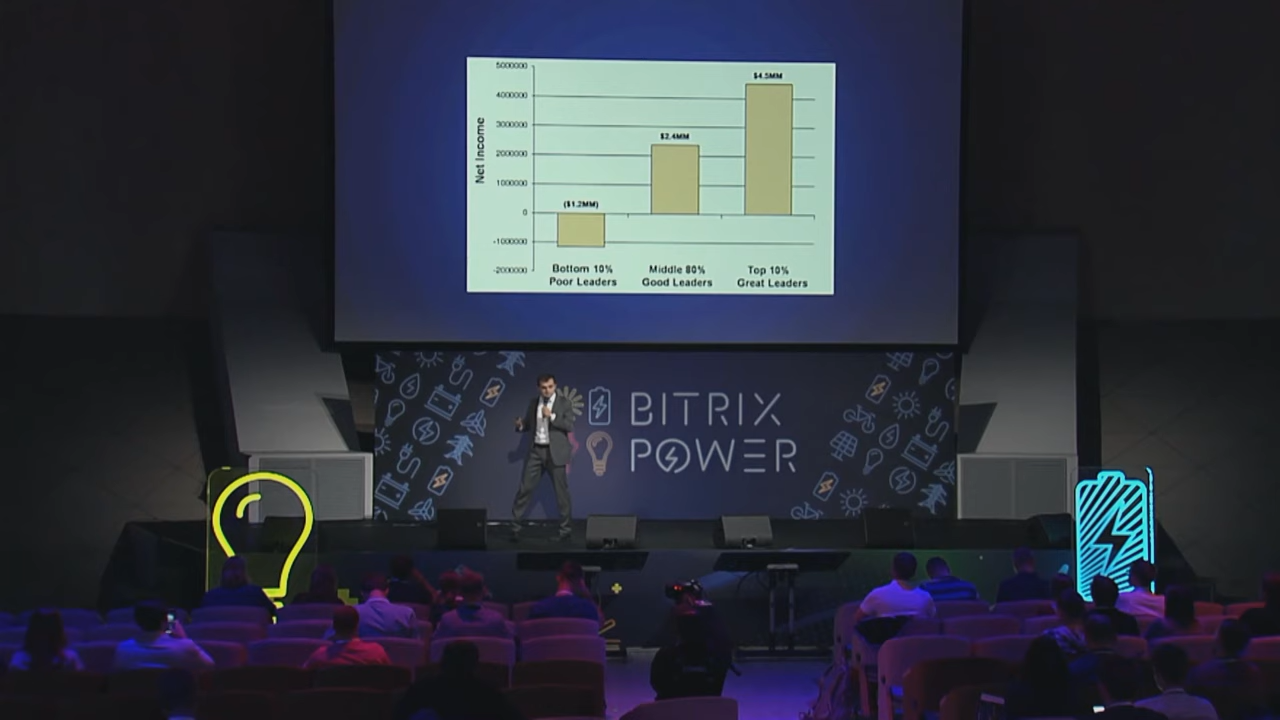 5000000
$4.5MM
4000000
3000000
$2.4MM
2000000
1000000
($1.2MM)
0
-1000000
-2000000
Net Income
Bottom 10%
Poor Leaders
Middle 80%
Good Leaders
Top 10%
Great Leaders
BITRIX
POWER